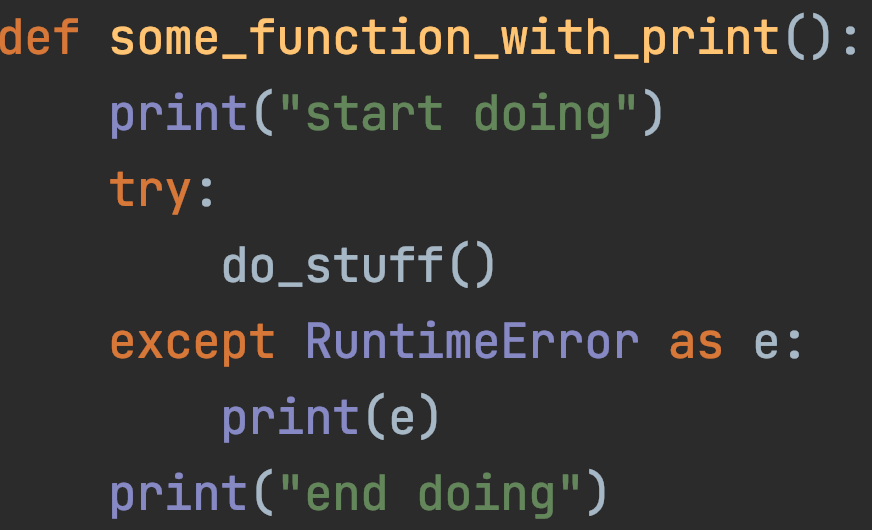 def some_function_with_print():
    print("start doing")
    try:
        do_stuff()
    except RuntimeError as e:
        print(e)
    print("end doing")